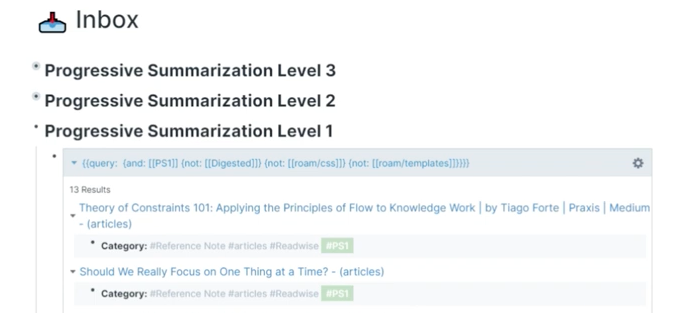 Inbox
Progressive Summarization Level 3
Progressive Summarization Level 2
Progressive Summarization Level 1
{{query: {and: [[PS1]] {not: [[Digested]]} {not: [[roam/css]]} {not: [[roam/templates]]}}}}
13 Results
Theory of Constraints 101: Applying the Principles of Flow to Knowledge Work | by Tiago Forte | Praxis | Medium
- (articles)
Category: #Reference Note #articles #Readwise #PS1
Should We Really Focus on One Thing at a Time? - (articles)
Category: #Reference Note #articles #Readwise #PS1